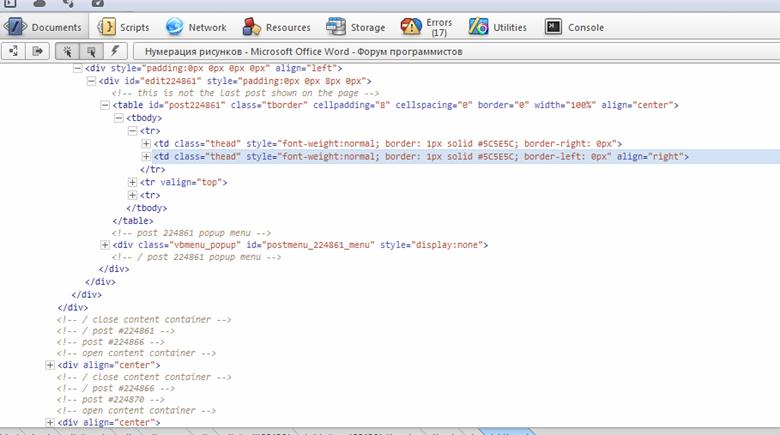 Documents Scripts Network Resources Storage Errors (17) Utilities Console
Нумерация рисунков - Microsoft Office Word - Форум программистов
<div style="padding:0px 0px 0px 0px" align="left">
<div id="edit224861" style="padding:0px 0px 8px 0px">
<!-- this is not the last post shown on the page -->
<table id="post224861" class="tborder" cellpadding="8" cellspacing="0" border="0" width="100%" align="center">
<tbody>
<tr>
<td class="thead" style="font-weight:normal; border: 1px solid #5C5E5C; border-right: 0px">
<td class="thead" style="font-weight:normal; border: 1px solid #5C5E5C; border-left: 0px" align="right">
</tr>
<tr valign="top">
<tr>
</tbody>
</table>
<!-- post 224861 popup menu -->
<div class="vbmenu_popup" id="postmenu_224861_menu" style="display:none">
<!-- / post 224861 popup menu -->
</div>
</div>
</div>
</div>
<!-- / close content container -->
<!-- / post #224861 -->
<!-- post #224866 -->
<!-- open content container -->
<div align="center">
<!-- / close content container -->
<!-- / post #224866 -->
<!-- post #224870 -->
<!-- open content container -->
<div align="center">